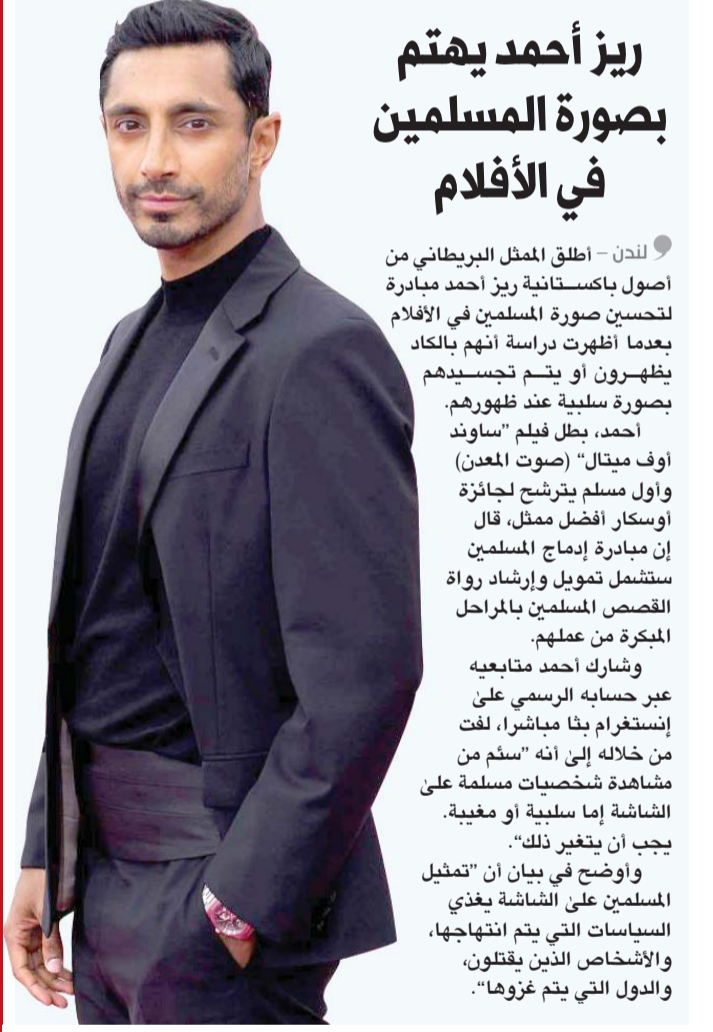 ريز أحمد يهتم
بصورة المسلمين
في الأفلام
لندن – أطلق الممثل البريطاني من
أصول باكستانية ريز أحمد مبادرة
لتحسين صورة المسلمين في الأفلام
بعدما أظهرت دراسة أنهم بالكاد
يظهرون أو يتم تجسيدهم
بصورة سلبية عند ظهورهم.
أحمد، بطل فيلم ”ساوند
أوف ميتال“ (صوت المعدن)
وأول مسلم يترشح لجائزة
أوسكار أفضل ممثل، قال
إن مبادرة إدماج المسلمين
ستشمل تمويل وإرشاد رواة
القصص المسلمين بالمراحل
المبكرة من عملهم.
وشارك أحمد متابعيه
عبر حسابه الرسمي على
إنستغرام بثا مباشرا، لفت
من خلاله إلى أنه ”سئم من
مشاهدة شخصيات مسلمة على
الشاشة إما سلبية أو مغيبة.
يجب أن يتغير ذلك“.
وأوضح في بيان أن ”تمثيل
المسلمين على الشاشة يغذي
السياسات التي يتم انتهاجها،
والأشخاص الذين يقتلون،
والدول التي يتم غزوها“.